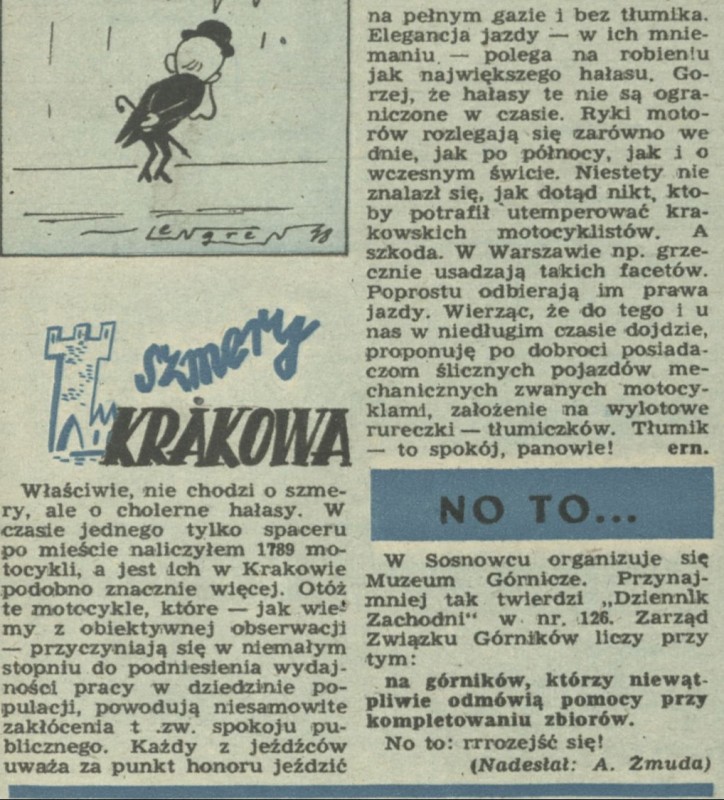 LENGREN
szmery
KRAKOWA
Właściwie, nie chodzi o szme-
ry, ale o cholerne hałasy. W
czasie jednego tylko spaceru
po mieście naliczyłem 1789 mo-
tocykli, a jest ich w Krakowie
podobno znacznie więcej. Otóż
te motocykle, które — jak wie-
my z obiektywnej obserwacji
— przyczyniają się w niemałym
stopniu do podniesienia wydaj-
ności pracy w dziedzinie po-
pulacji, powodują niesamowite
zakłócenia t .zw. spokoju pu-
blicznego. Każdy z jeźdźców
uważa za punkt honoru jeździć
na pełnym gazie i bez tłumika.
Elegancja jazdy — w ich mnie-
maniu — polega na robieniu
jak największego hałasu. Go-
rzej, że hałasy te nie są ogra-
niczone w czasie. Ryki moto-
rów rozlegają się zarówno we
dnie, jak po północy, jak i o
wczesnym świcie. Niestety nie
znalazł się, jak dotąd nikt, kto-
by potrafił utemperować kra-
kowskich motocyklistów. A
szkoda. W Warszawie np. grze-
cznie usadzają takich facetów.
Poprostu odbierają im prawa
jazdy. Wierząc, że do tego i u
nas w niedługim czasie dojdzie,
proponuję po dobroci posiada-
czom ślicznych pojazdów me-
chanicznych zwanych motocy-
klami, założenie na wylotowe
rureczki — tłumiczków. Tłumik
— to spokój, panowie! ern.
NO TO...
W Sosnowcu organizuje się
Muzeum Górnicze. Przynaj-
mniej tak twierdzi „Dziennik
Zachodni" w nr. 126. Zarząd
Związku Górników liczy przy
tym:
na górników, którzy niewąt-
pliwie odmówią pomocy przy
kompletowaniu zbiorów.
No to: rrrozejść się!
(Nadesłał: A. Żmuda)